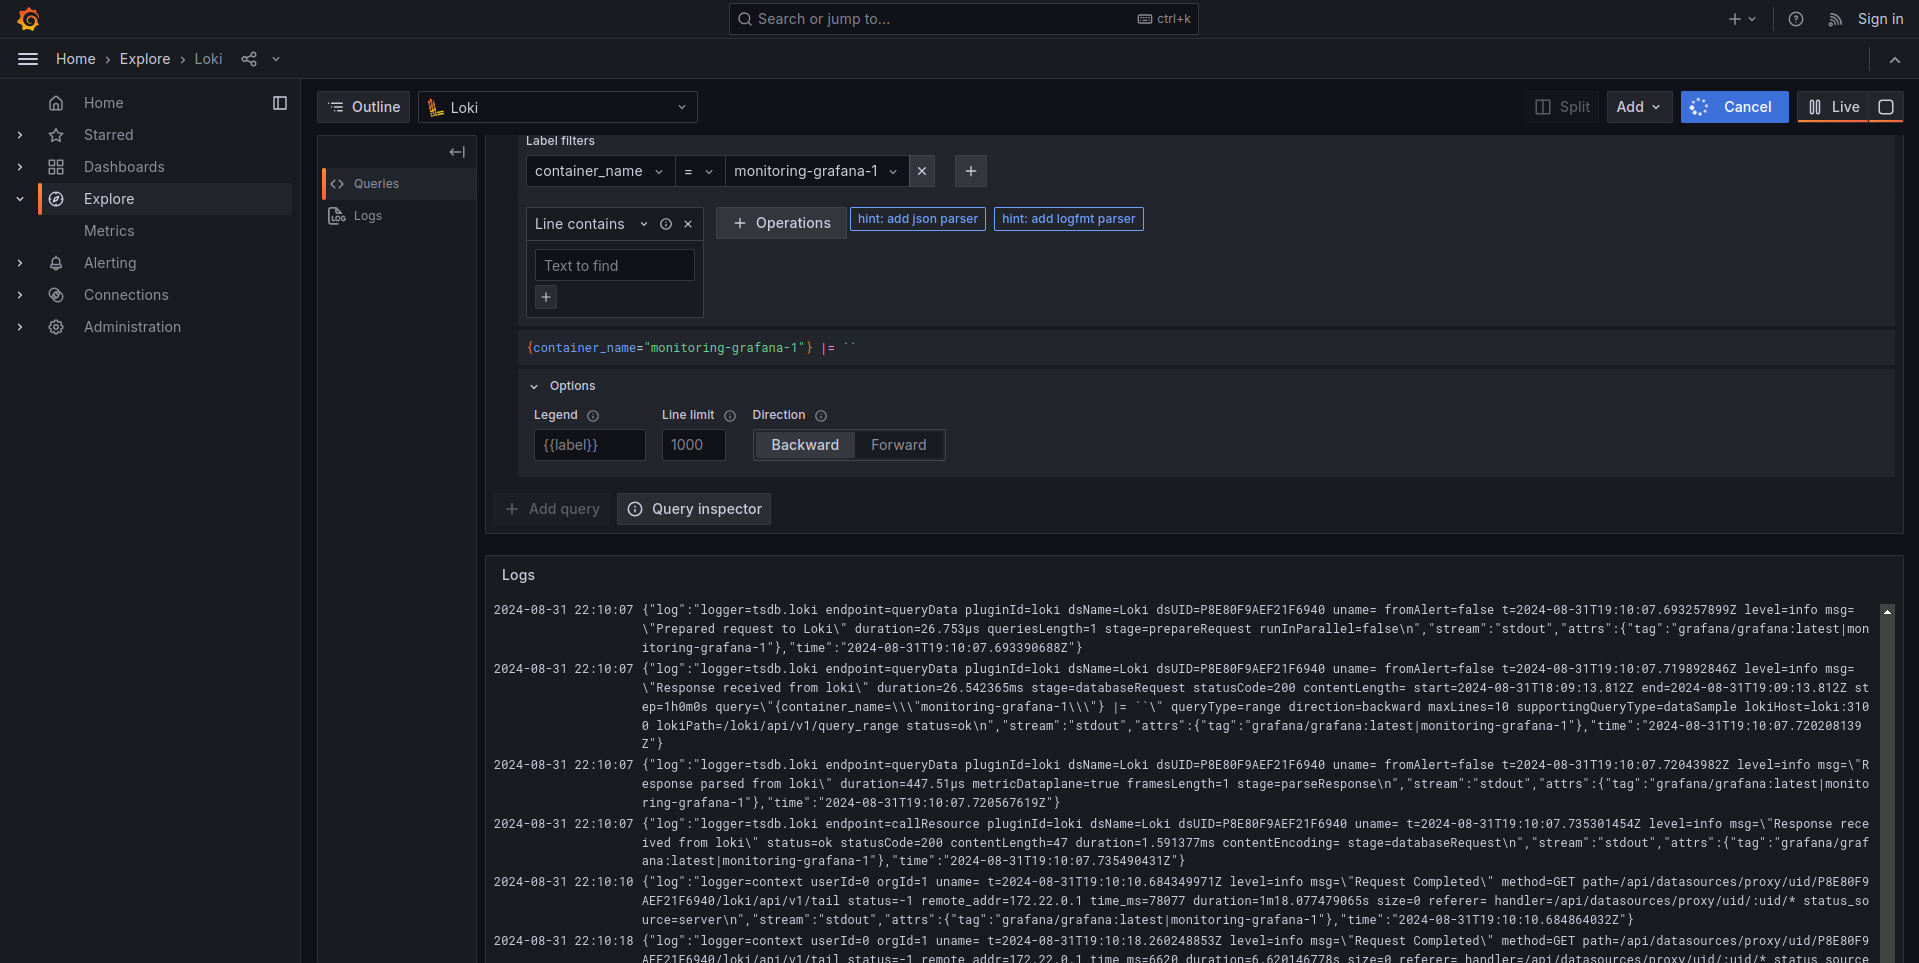 Search or jump to...
ctrl+k
Sign in
Home › Explore › Loki
Home
Starred
Dashboards
Explore
Metrics
Alerting
Connections
Administration
Outline
Loki
Split
Add
Cancel
Live
Queries
Logs
Label filters
container_name
=
monitoring-grafana-1
Line contains
Operations
hint: add json parser
hint: add logfmt parser
Text to find
{container_name="monitoring-grafana-1"} |= ``
Options
Legend
Line limit
Direction
{{label}}
1000
Backward
Forward
Add query
Query inspector
Logs
2024-08-31 22:10:07 {"log":"logger=tsdb.loki endpoint=queryData pluginId=loki dsName=Loki dsUID=P8E80F9AEF21F6940 uname= fromAlert=false t=2024-08-31T19:10:07.693257899Z level=info msg=
\"Prepared request to Loki\" duration=26.753µs queriesLength=1 stage=prepareRequest runInParallel=false\n","stream":"stdout","attrs":{"tag":"grafana/grafana:latest|mon
itoring-grafana-1"},"time":"2024-08-31T19:10:07.693390688Z"}
2024-08-31 22:10:07 {"log":"logger=tsdb.loki endpoint=queryData pluginId=loki dsName=Loki dsUID=P8E80F9AEF21F6940 uname= fromAlert=false t=2024-08-31T19:10:07.719892846Z level=info msg=
\"Response received from loki\" duration=26.542365ms stage=databaseRequest statusCode=200 contentLength= start=2024-08-31T18:09:13.812Z end=2024-08-31T19:09:13.812Z st
ep=1h0m0s query=\"{container_name=\\\"monitoring-grafana-1\\\"} |= ``\" queryType=range direction=backward maxLines=10 supportingQueryType=dataSample lokiHost=loki:310
0 lokiPath=/loki/api/v1/query_range status=ok\n","stream":"stdout","attrs":{"tag":"grafana/grafana:latest|monitoring-grafana-1"},"time":"2024-08-31T19:10:07.720208139
Z"}
2024-08-31 22:10:07 {"log":"logger=tsdb.loki endpoint=queryData pluginId=loki dsName=Loki dsUID=P8E80F9AEF21F6940 uname= fromAlert=false t=2024-08-31T19:10:07.72043982Z level=info msg=\"R
esponse parsed from loki\" duration=447.51µs metricDataplane=true framesLength=1 stage=parseResponse\n","stream":"stdout","attrs":{"tag":"grafana/grafana:latest|monito
ring-grafana-1"},"time":"2024-08-31T19:10:07.720567619Z"}
2024-08-31 22:10:07 {"log":"logger=tsdb.loki endpoint=callResource pluginId=loki dsName=Loki dsUID=P8E80F9AEF21F6940 uname= t=2024-08-31T19:10:07.735301454Z level=info msg=\"Response rece
ived from loki\" status=ok statusCode=200 contentLength=47 duration=1.591377ms contentEncoding= stage=databaseRequest\n","stream":"stdout","attrs":{"tag":"grafana/graf
ana:latest|monitoring-grafana-1"},"time":"2024-08-31T19:10:07.735490431Z"}
2024-08-31 22:10:10 {"log":"logger=context userId=0 orgId=1 uname= t=2024-08-31T19:10:10.684349971Z level=info msg=\"Request Completed\" method=GET path=/api/datasources/proxy/uid/P8E80F9
AEF21F6940/loki/api/v1/tail status=-1 remote_addr=172.22.0.1 time_ms=78077 duration=1m18.077479065s size=0 referer= handler=/api/datasources/proxy/uid/:uid/* status_so
urce=server\n","stream":"stdout","attrs":{"tag":"grafana/grafana:latest|monitoring-grafana-1"},"time":"2024-08-31T19:10:10.684864032Z"}
2024-08-31 22:10:18 {"log":"logger=context userId=0 orgId=1 uname= t=2024-08-31T19:10:18.260248853Z level=info msg=\"Request Completed\" method=GET path=/api/datasources/proxy/uid/P8E80F9
AEF21F6940/loki/api/v1/tail status=-1 remote_addr=172.22.0.1 time_ms=6620 duration=6.620146778s size=0 referer= handler=/api/datasources/proxy/uid/:uid/* status_source